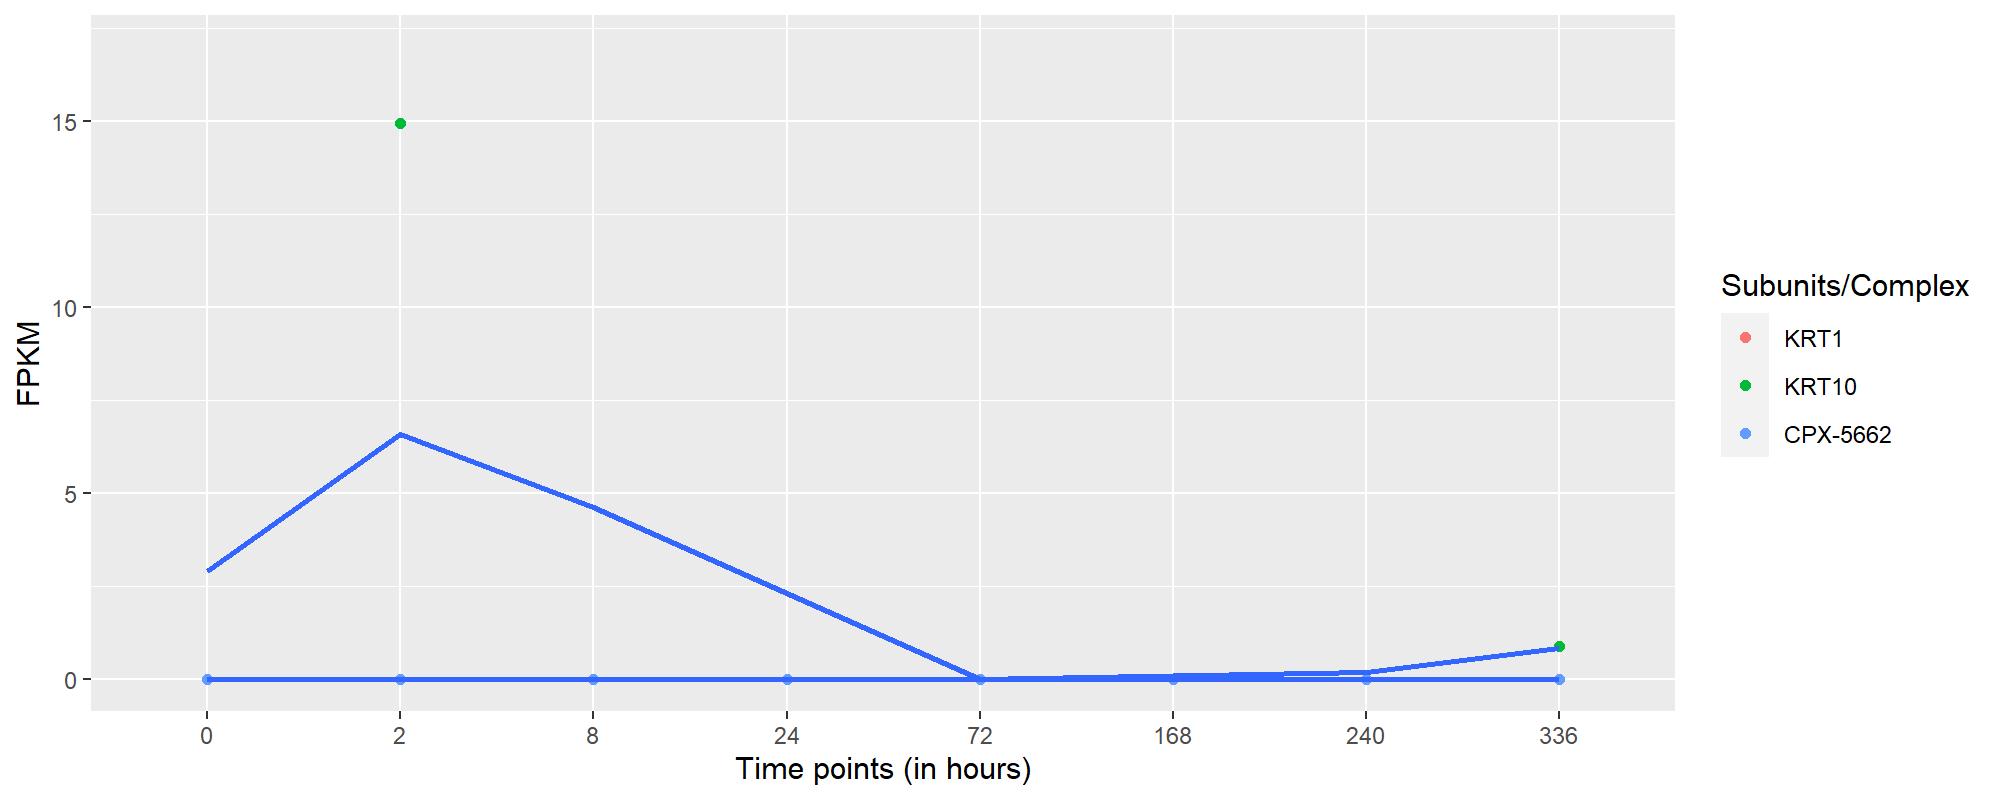 15
10
5
0
FPKM
0 2 8 24 72 168 240 336
Time points (in hours)
Subunits/Complex
KRT1
KRT10
CPX-5662